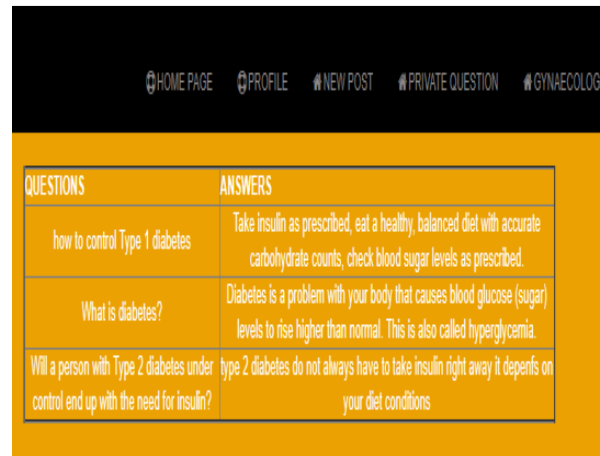 HOME PAGE PROFILE NEW POST PRIVATE QUESTION GYNAECOLOG
QUESTIONS ANSWERS
how to control Type 1 diabetes
Take insulin as prescribed, eat a healthy, balanced diet with accurate
carbohydrate counts, check blood sugar levels as prescribed.
What is diabetes?
Diabetes is a problem with your body that causes blood glucose (sugar)
levels to rise higher than normal. This is also called hyperglycemia.
Will a person with Type 2 diabetes under
control end up with the need for insulin?
type 2 diabetes do not always have to take insulin right away it depenfs on
your diet conditions